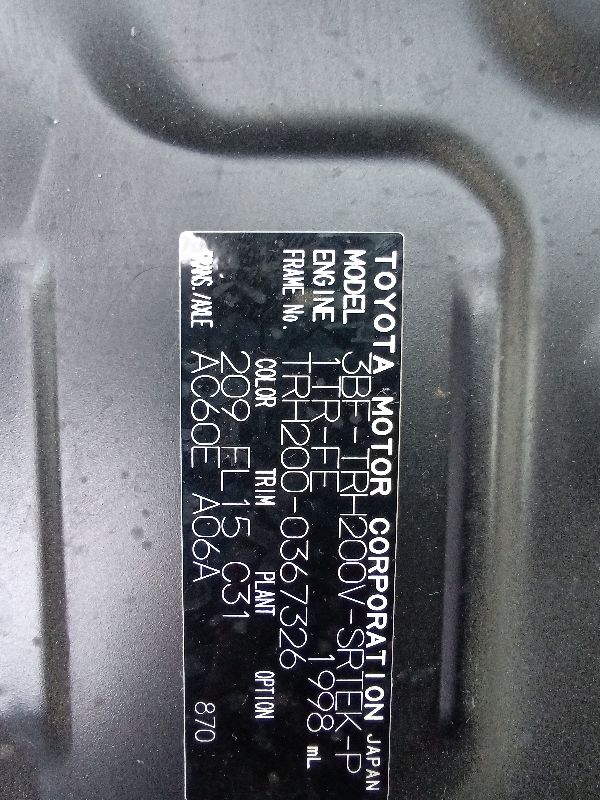 TOYOTA MOTOR CORPORATION JAPAN
MODEL 3BF-TRH200V-SRTEK-P
ENGINE 1TR-FE 1998 mL
FRAME No. TRH200-0367326
COLOR TRIM PLANT OPTION
209 FL15 C31
TRANS./AXLE AC60E A06A
870